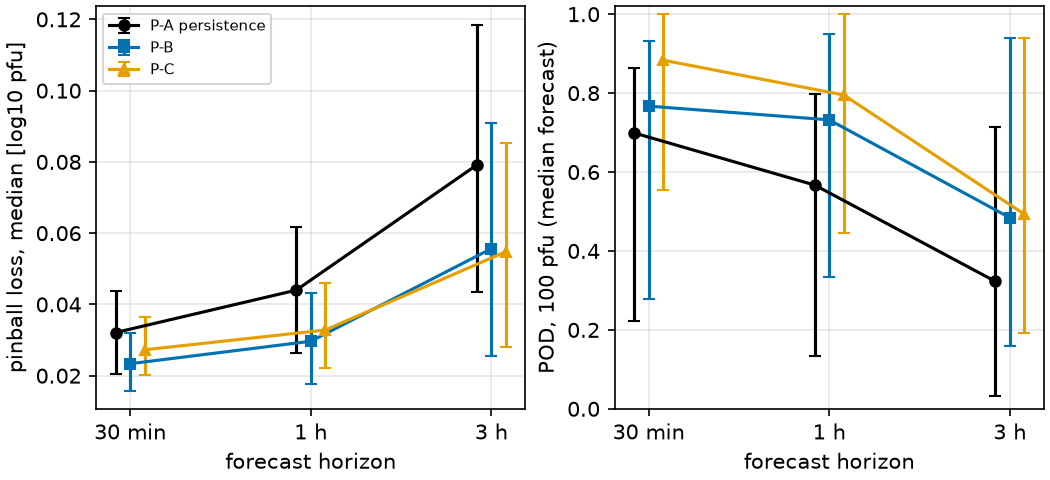 pinball loss, median [log10 pfu]
0.12
0.10
0.08
0.06
0.04
0.02
P-A persistence
P-B
P-C
30 min
1 h
3 h
forecast horizon
POD, 100 pfu (median forecast)
1.0
0.8
0.6
0.4
0.2
0.0
30 min
1 h
3 h
forecast horizon